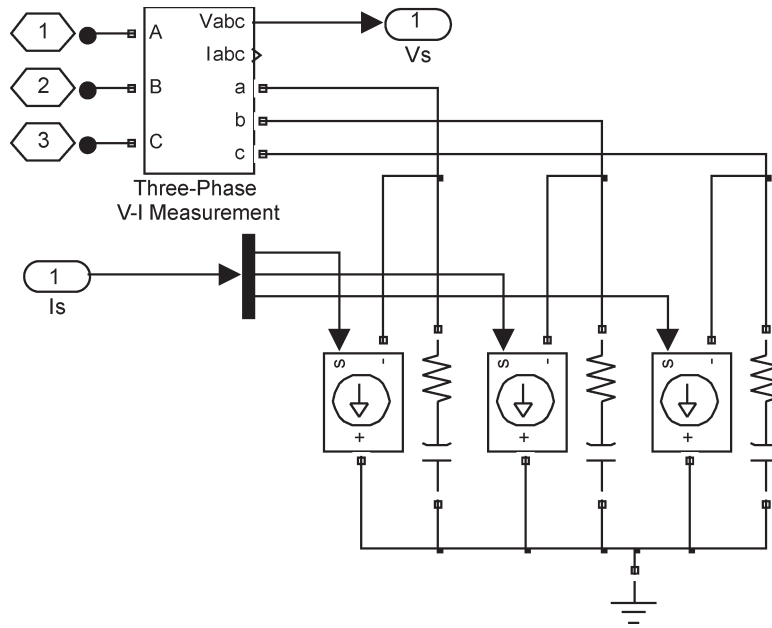 1
A
Vabc
1
Vs
Iabc
2
B
a
b
3
C
c
Three-Phase
V-I Measurement
1
Is
s
-
s
-
s
-
+
+
+